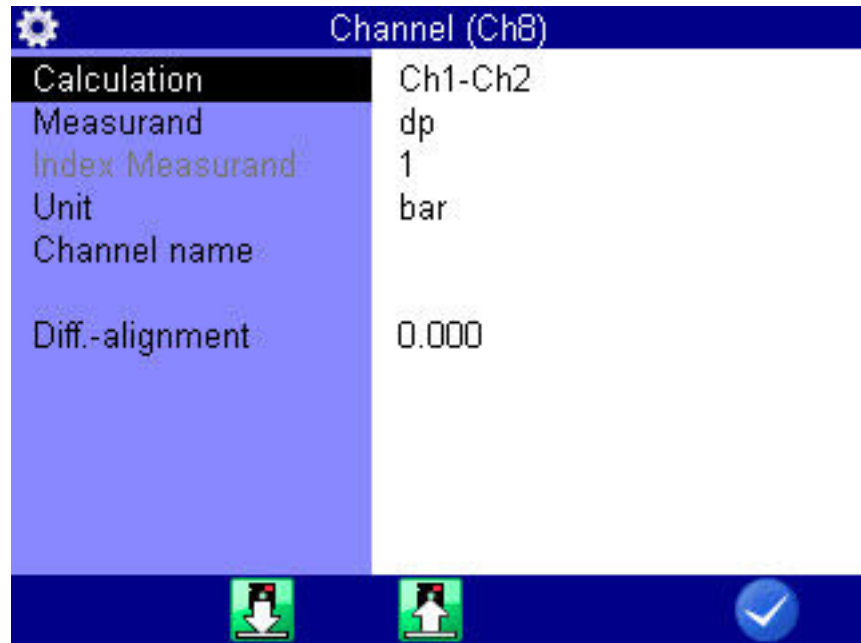 Channel (Ch8)
Calculation Ch1-Ch2
Measurand dp
Index Measurand 1
Unit bar
Channel name
Diff.-alignment 0.000